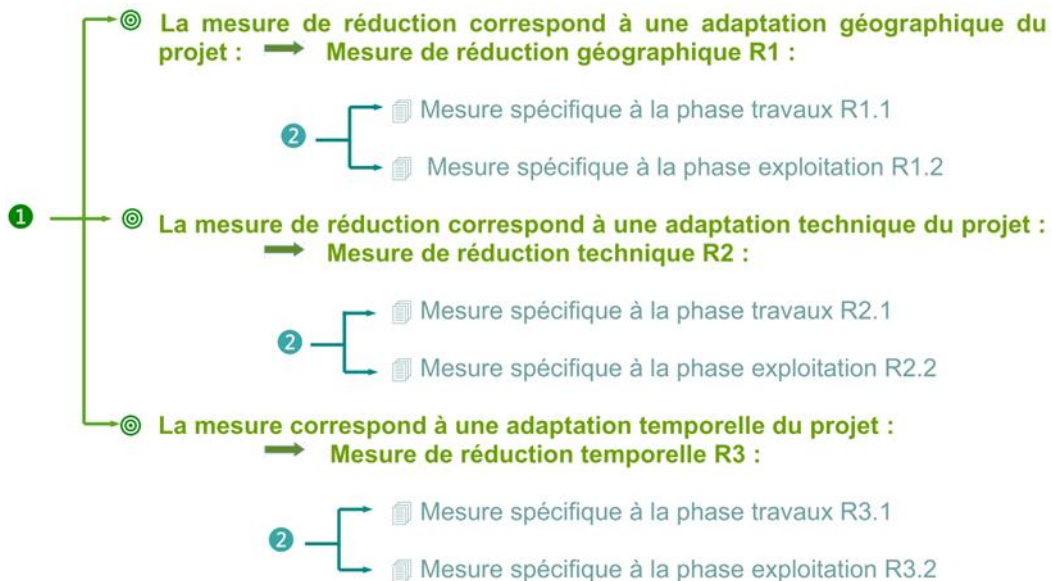 La mesure de réduction correspond à une adaptation géographique du
projet : Mesure de réduction géographique R1 :
2 Mesure spécifique à la phase travaux R1.1
Mesure spécifique à la phase exploitation R1.2
1 La mesure de réduction correspond à une adaptation technique du projet :
Mesure de réduction technique R2 :
2 Mesure spécifique à la phase travaux R2.1
Mesure spécifique à la phase exploitation R2.2
La mesure correspond à une adaptation temporelle du projet :
Mesure de réduction temporelle R3 :
2 Mesure spécifique à la phase travaux R3.1
Mesure spécifique à la phase exploitation R3.2